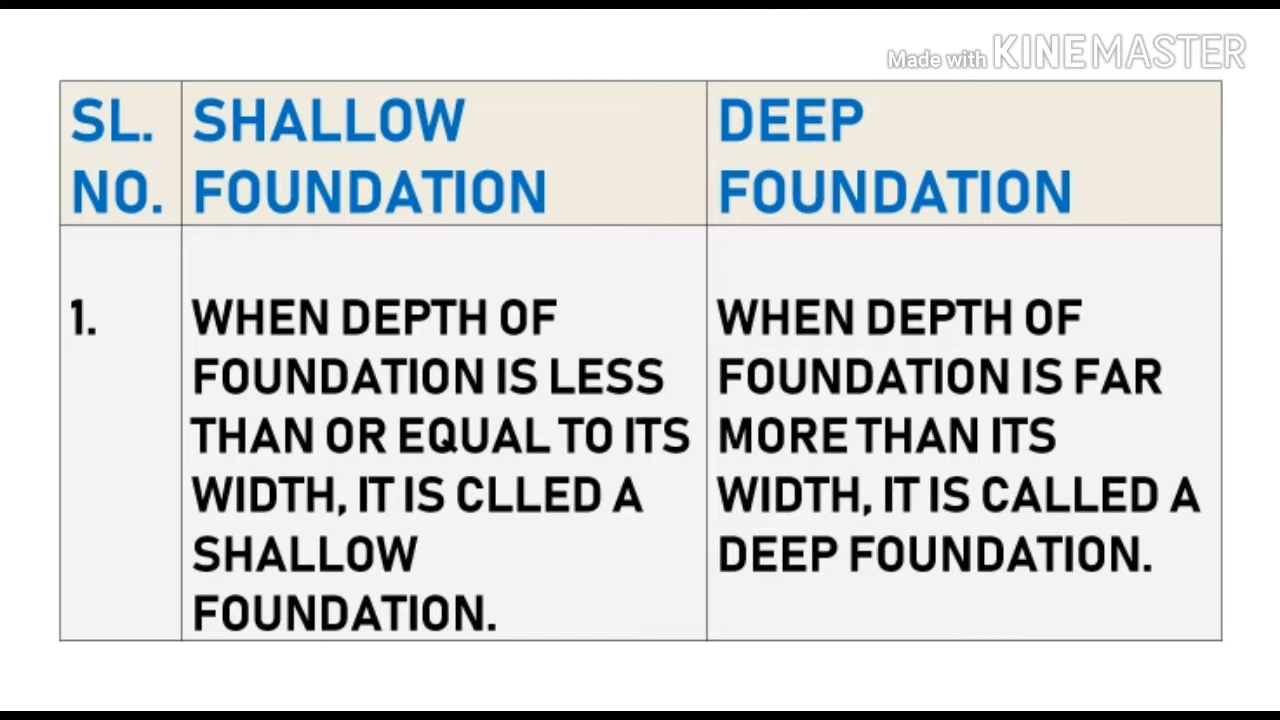 Made with KINEMASTER
SL. NO.
SHALLOW FOUNDATION
DEEP FOUNDATION
1.
WHEN DEPTH OF
FOUNDATION IS LESS
THAN OR EQUAL TO ITS
WIDTH, IT IS CLLED A
SHALLOW
FOUNDATION.
WHEN DEPTH OF
FOUNDATION IS FAR
MORE THAN ITS
WIDTH, IT IS CALLED A
DEEP FOUNDATION.